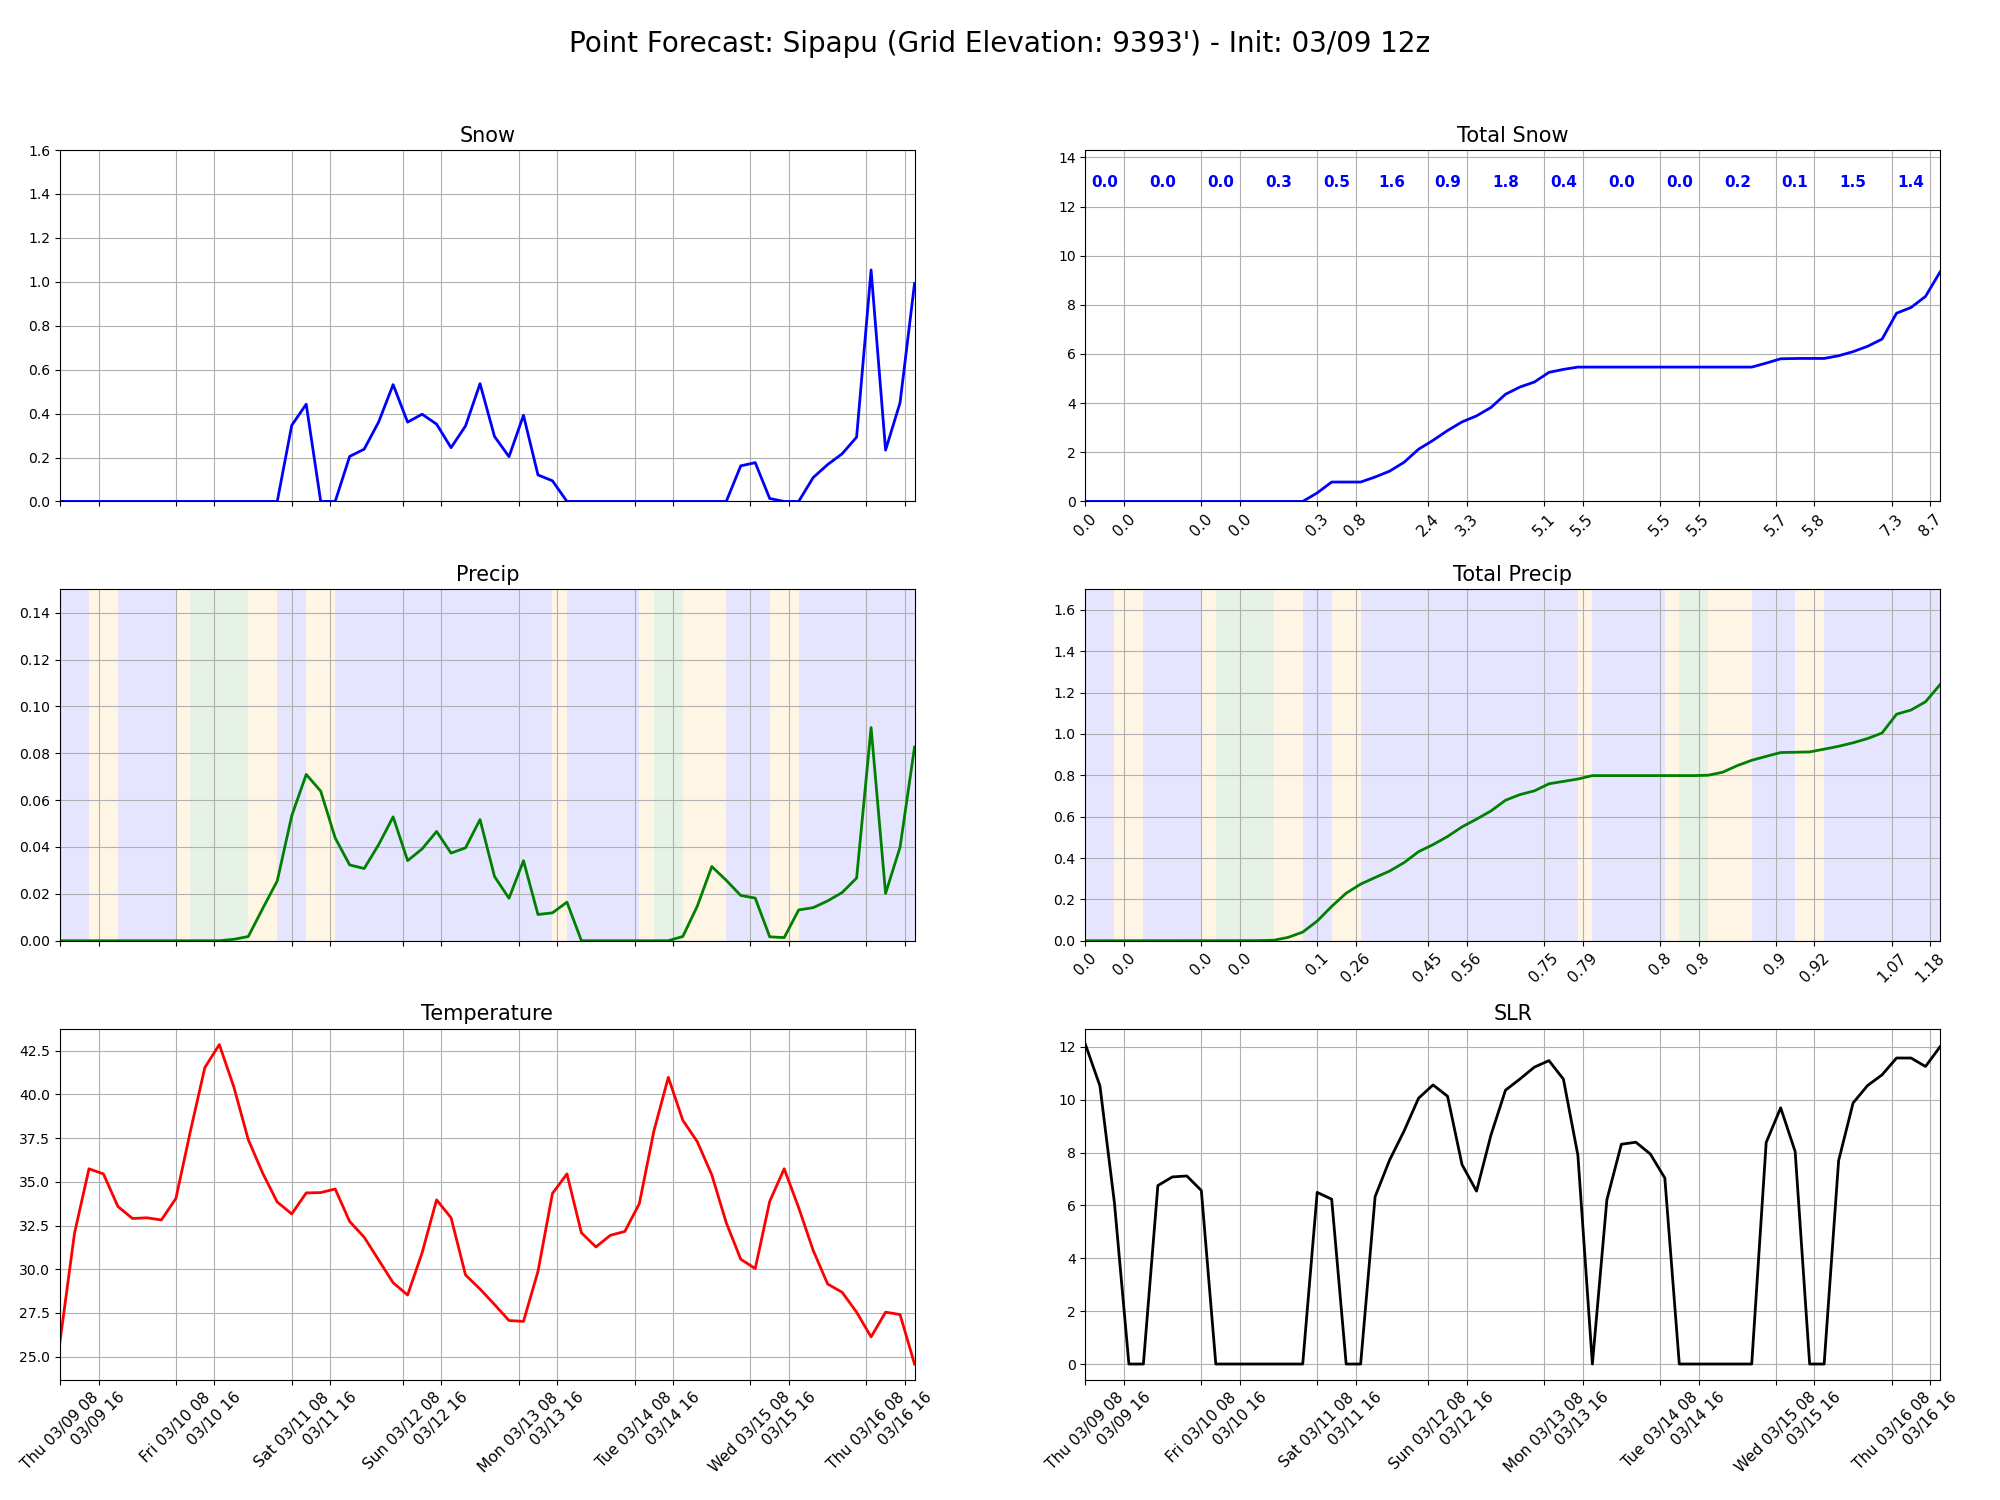 Point Forecast: Sipapu (Grid Elevation: 9393') - Init: 03/09 12z
Snow
1.6
1.4
1.2
1.0
0.8
0.6
0.4
0.2
0.0
Total Snow
14
12
10
8
6
4
2
0
0.0 0.0 0.0 0.3 0.5 1.6 0.9 1.8 0.4 0.0 0.0 0.2 0.1 1.5 1.4
0.0 0.0 0.0 0.0 0.3 0.8 2.4 3.3 5.1 5.5 5.5 5.5 5.7 5.8 7.3 8.7
Precip
0.14
0.12
0.10
0.08
0.06
0.04
0.02
0.00
Total Precip
1.6
1.4
1.2
1.0
0.8
0.6
0.4
0.2
0.0
0.0 0.0 0.0 0.0 0.1 0.26 0.45 0.56 0.75 0.79 0.8 0.8 0.9 0.92 1.07 1.18
Temperature
42.5
40.0
37.5
35.0
32.5
30.0
27.5
25.0
Thu 03/09 08
03/09 16
Fri 03/10 08
03/10 16
Sat 03/11 08
03/11 16
Sun 03/12 08
03/12 16
Mon 03/13 08
03/13 16
Tue 03/14 08
03/14 16
Wed 03/15 08
03/15 16
Thu 03/16 08
03/16 16
SLR
12
10
8
6
4
2
0
Thu 03/09 08
03/09 16
Fri 03/10 08
03/10 16
Sat 03/11 08
03/11 16
Sun 03/12 08
03/12 16
Mon 03/13 08
03/13 16
Tue 03/14 08
03/14 16
Wed 03/15 08
03/15 16
Thu 03/16 08
03/16 16